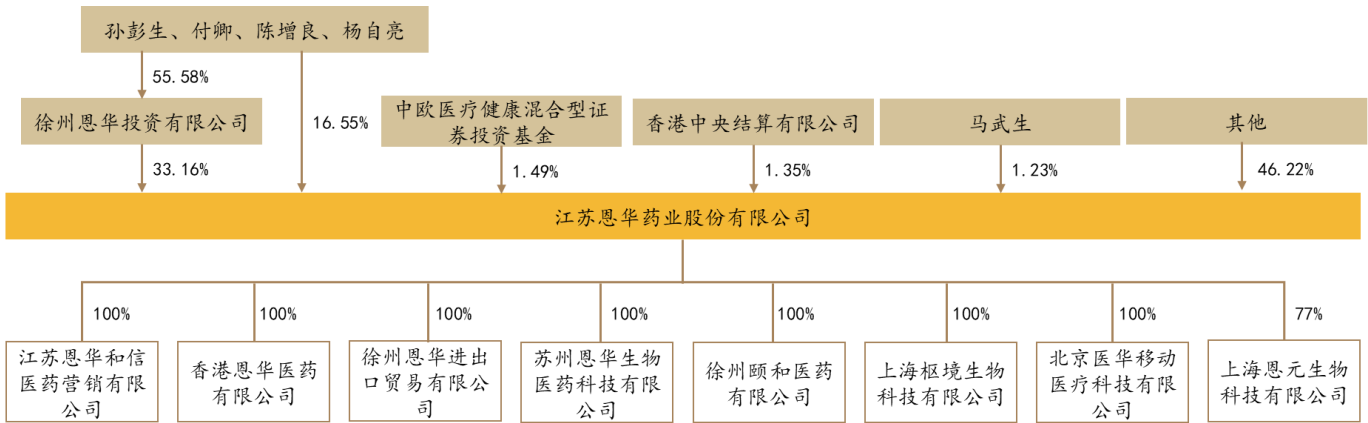 孙彭生、付卿、陈增良、杨自亮
55.58%
徐州恩华投资有限公司
16.55%
中欧医疗健康混合型证
券投资基金
香港中央结算有限公司
马武生
其他
33.16%
1.49%
1.35%
1.23%
46.22%
江苏恩华药业股份有限公司
100%
100%
100%
100%
100%
100%
100%
77%
江苏恩华和信
医药营销有限
公司
香港恩华医药
有限公司
徐州恩华进出
口贸易有限公
司
苏州恩华生物
医药科技有限
公司
徐州颐和医药
有限公司
上海枢境生物
科技有限公司
北京医华移动
医疗科技有限
公司
上海恩元生物
科技有限公司